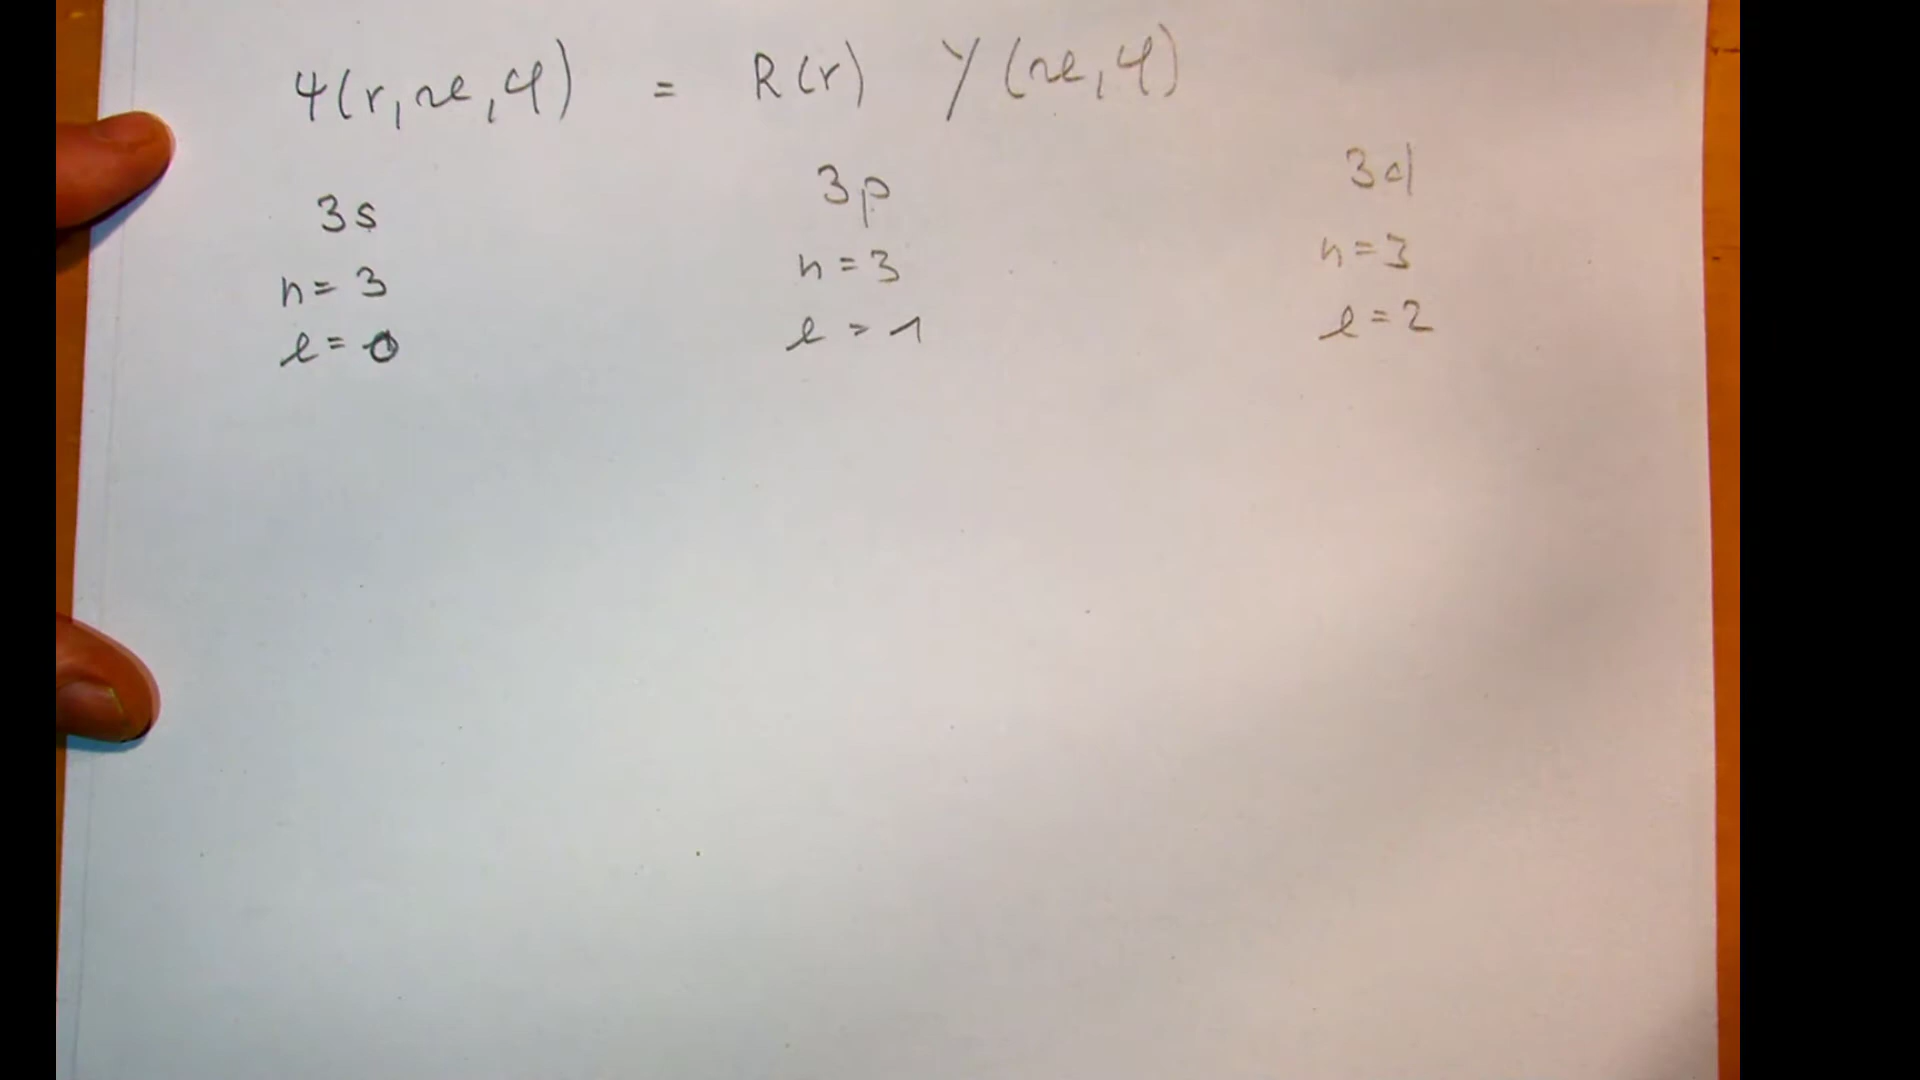 ψ(r,ϑ,φ) = R(r) Y(ϑ,φ)
3s 3p 3d
n = 3 n = 3 n = 3
l = 0 l = 1 l = 2